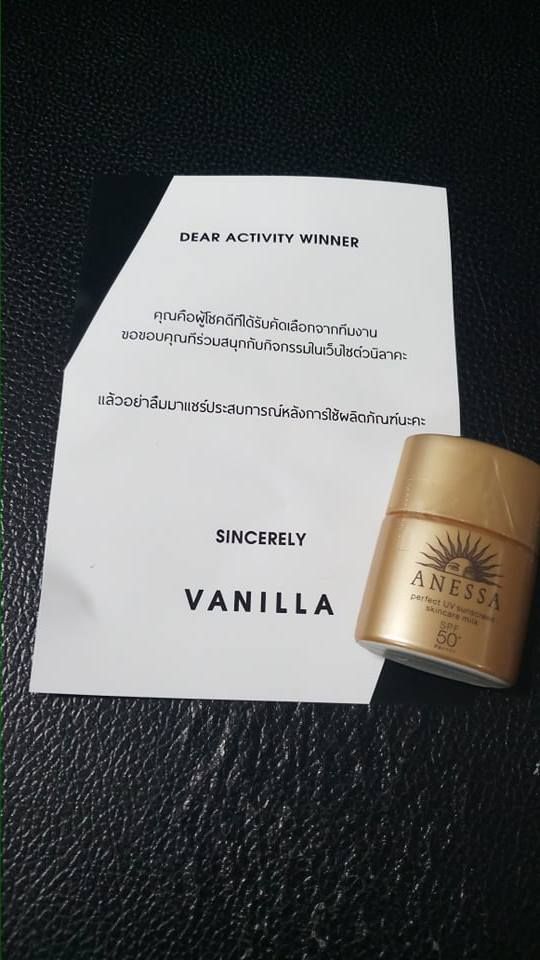 DEAR ACTIVITY WINNER
คุณคือผู้โชคดีที่ได้รับคัดเลือกจากทีมงาน
ขอขอบคุณที่ร่วมสนุกกับกิจกรรมในเว็บไซต์วนิลาคะ
แล้วอย่าลืมมาแชร์ประสบการณ์หลังการใช้ผลิตภัณฑ์นะคะ
SINCERELY
VANILLA
ANESSA
perfect UV sunscreen
skincare milk
SPF
50+
PA++++